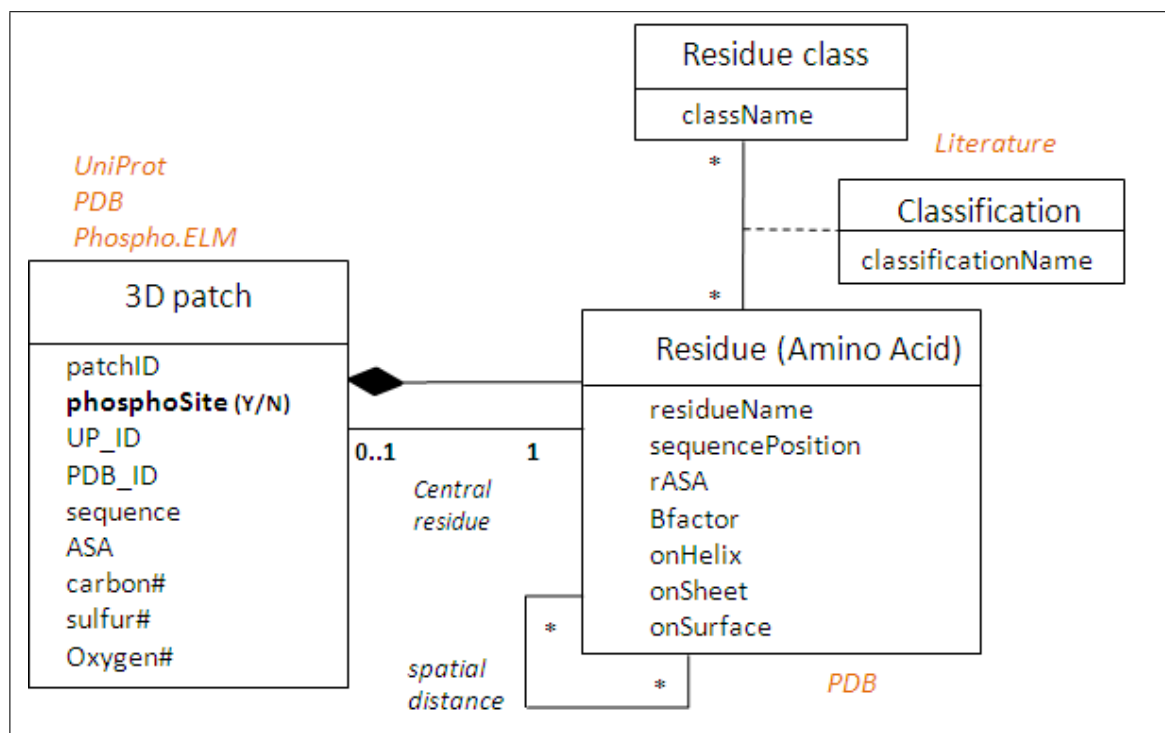 Residue class
className
Literature
UniProt
PDB
Phospho.ELM
*
Classification
classificationName
3D patch
*
patchID
phosphoSite (Y/N)
UP_ID
PDB_ID
sequence
ASA
carbon#
sulfur#
Oxygen#
0..1
1
Central
residue
Residue (Amino Acid)
residueName
sequencePosition
rASA
Bfactor
onHelix
onSheet
onSurface
*
spatial
distance
*
PDB